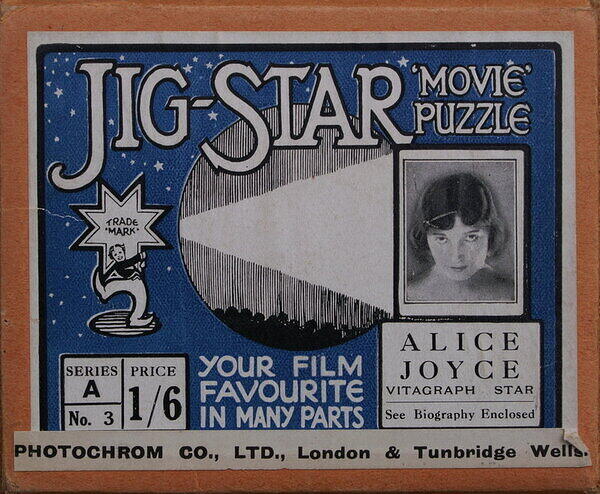 JIG-STAR 'MOVIE' PUZZLE
TRADE
"MARK"
ALICE
JOYCE
VITAGRAPH STAR
See Biography Enclosed
SERIES
A
No. 3
PRICE
1/6
YOUR FILM
FAVOURITE
IN MANY PARTS
PHOTOCHROM CO., LTD., London & Tunbridge Wells.